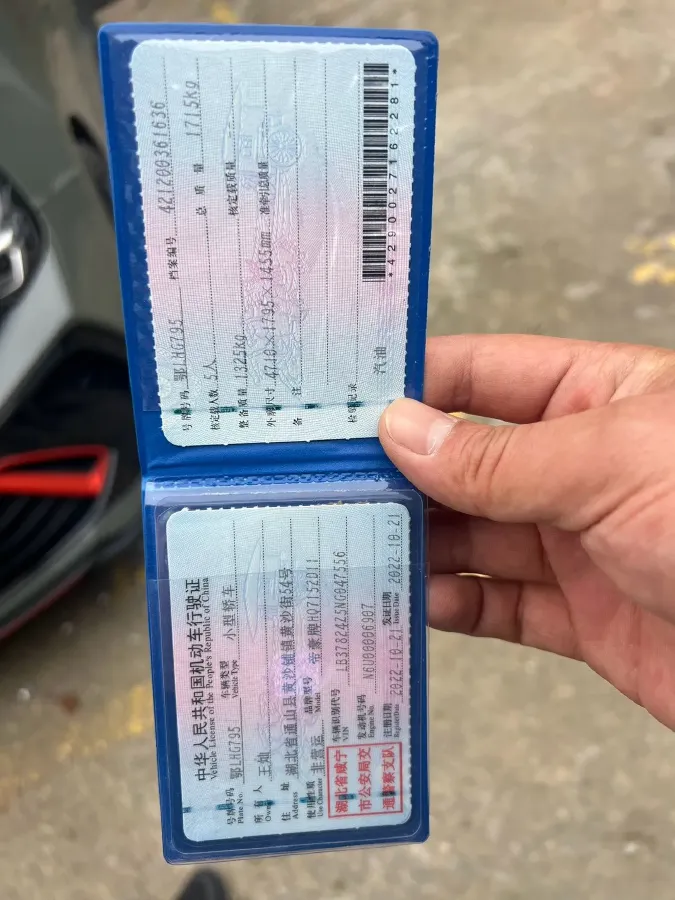 中华人民共和国机动车行驶证
Vehicle License of the People's Republic of China
号牌号码 鄂LHG795 车辆类型 小型轿车
Plate No. Vehicle Type
所有人 王灿
Owner
住址 湖北省通山县黄沙铺镇黄沙街54号
Address
使用性质 非营运 品牌型号 帝豪牌HQ7152D11
Use Character Model
湖北省咸宁
市公安局交
通警察支队
车辆识别代号 LB37824Z5NG047556
VIN
发动机号码 N6U00006907
Engine No.
注册日期 2022-10-21 发证日期 2022-10-21
Register Date Issue Date
号牌号码 鄂LHG795 档案编号 421200361636
核定载人数 5人 总质量 1715kg
整备质量 1325kg 核定载质量
外廓尺寸 4710×1795×1455mm 准牵引总质量
备注
检验记录 汽油
*4290027162281*